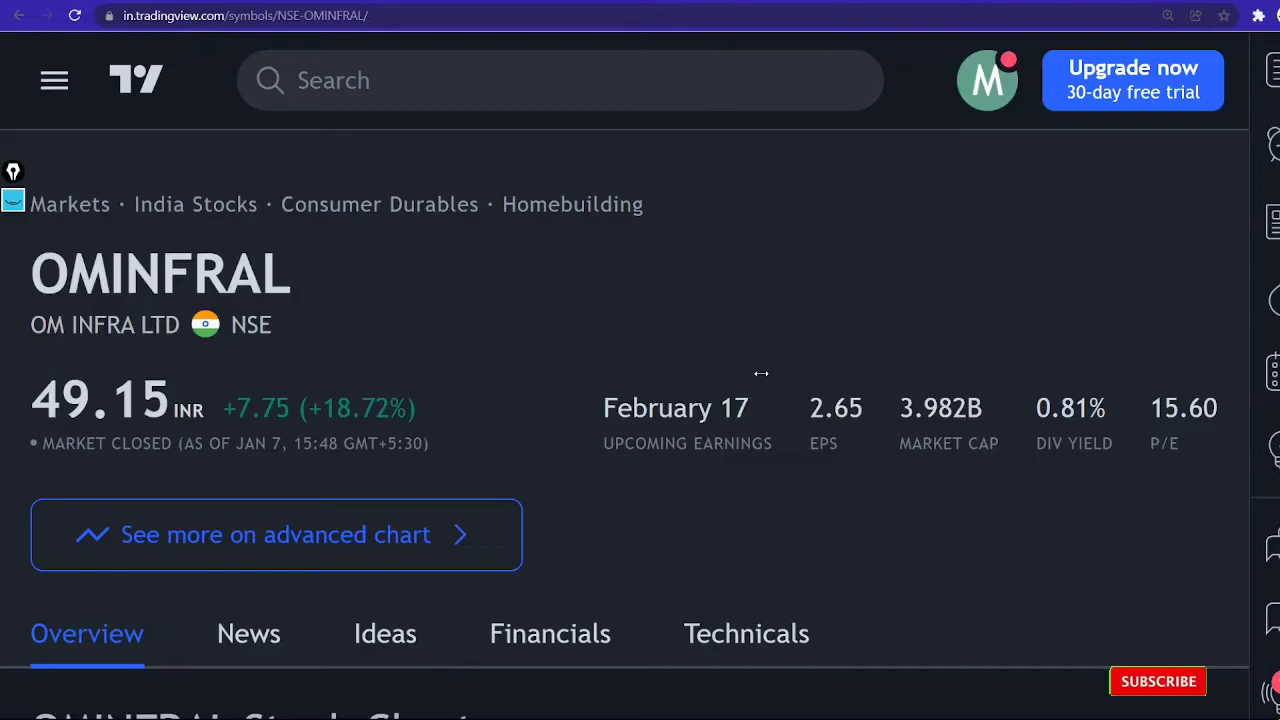 in.tradingview.com/symbols/NSE-OMINFRAL/
Search
M
Upgrade now
30-day free trial
Markets · India Stocks · Consumer Durables · Homebuilding
OMINFRAL
OM INFRA LTD NSE
49.15 INR +7.75 (+18.72%)
• MARKET CLOSED (AS OF JAN 7, 15:48 GMT+5:30)
February 17 2.65 3.982B 0.81% 15.60
UPCOMING EARNINGS EPS MARKET CAP DIV YIELD P/E
See more on advanced chart
Overview News Ideas Financials Technicals
SUBSCRIBE
OMINFRAL Stock Chart